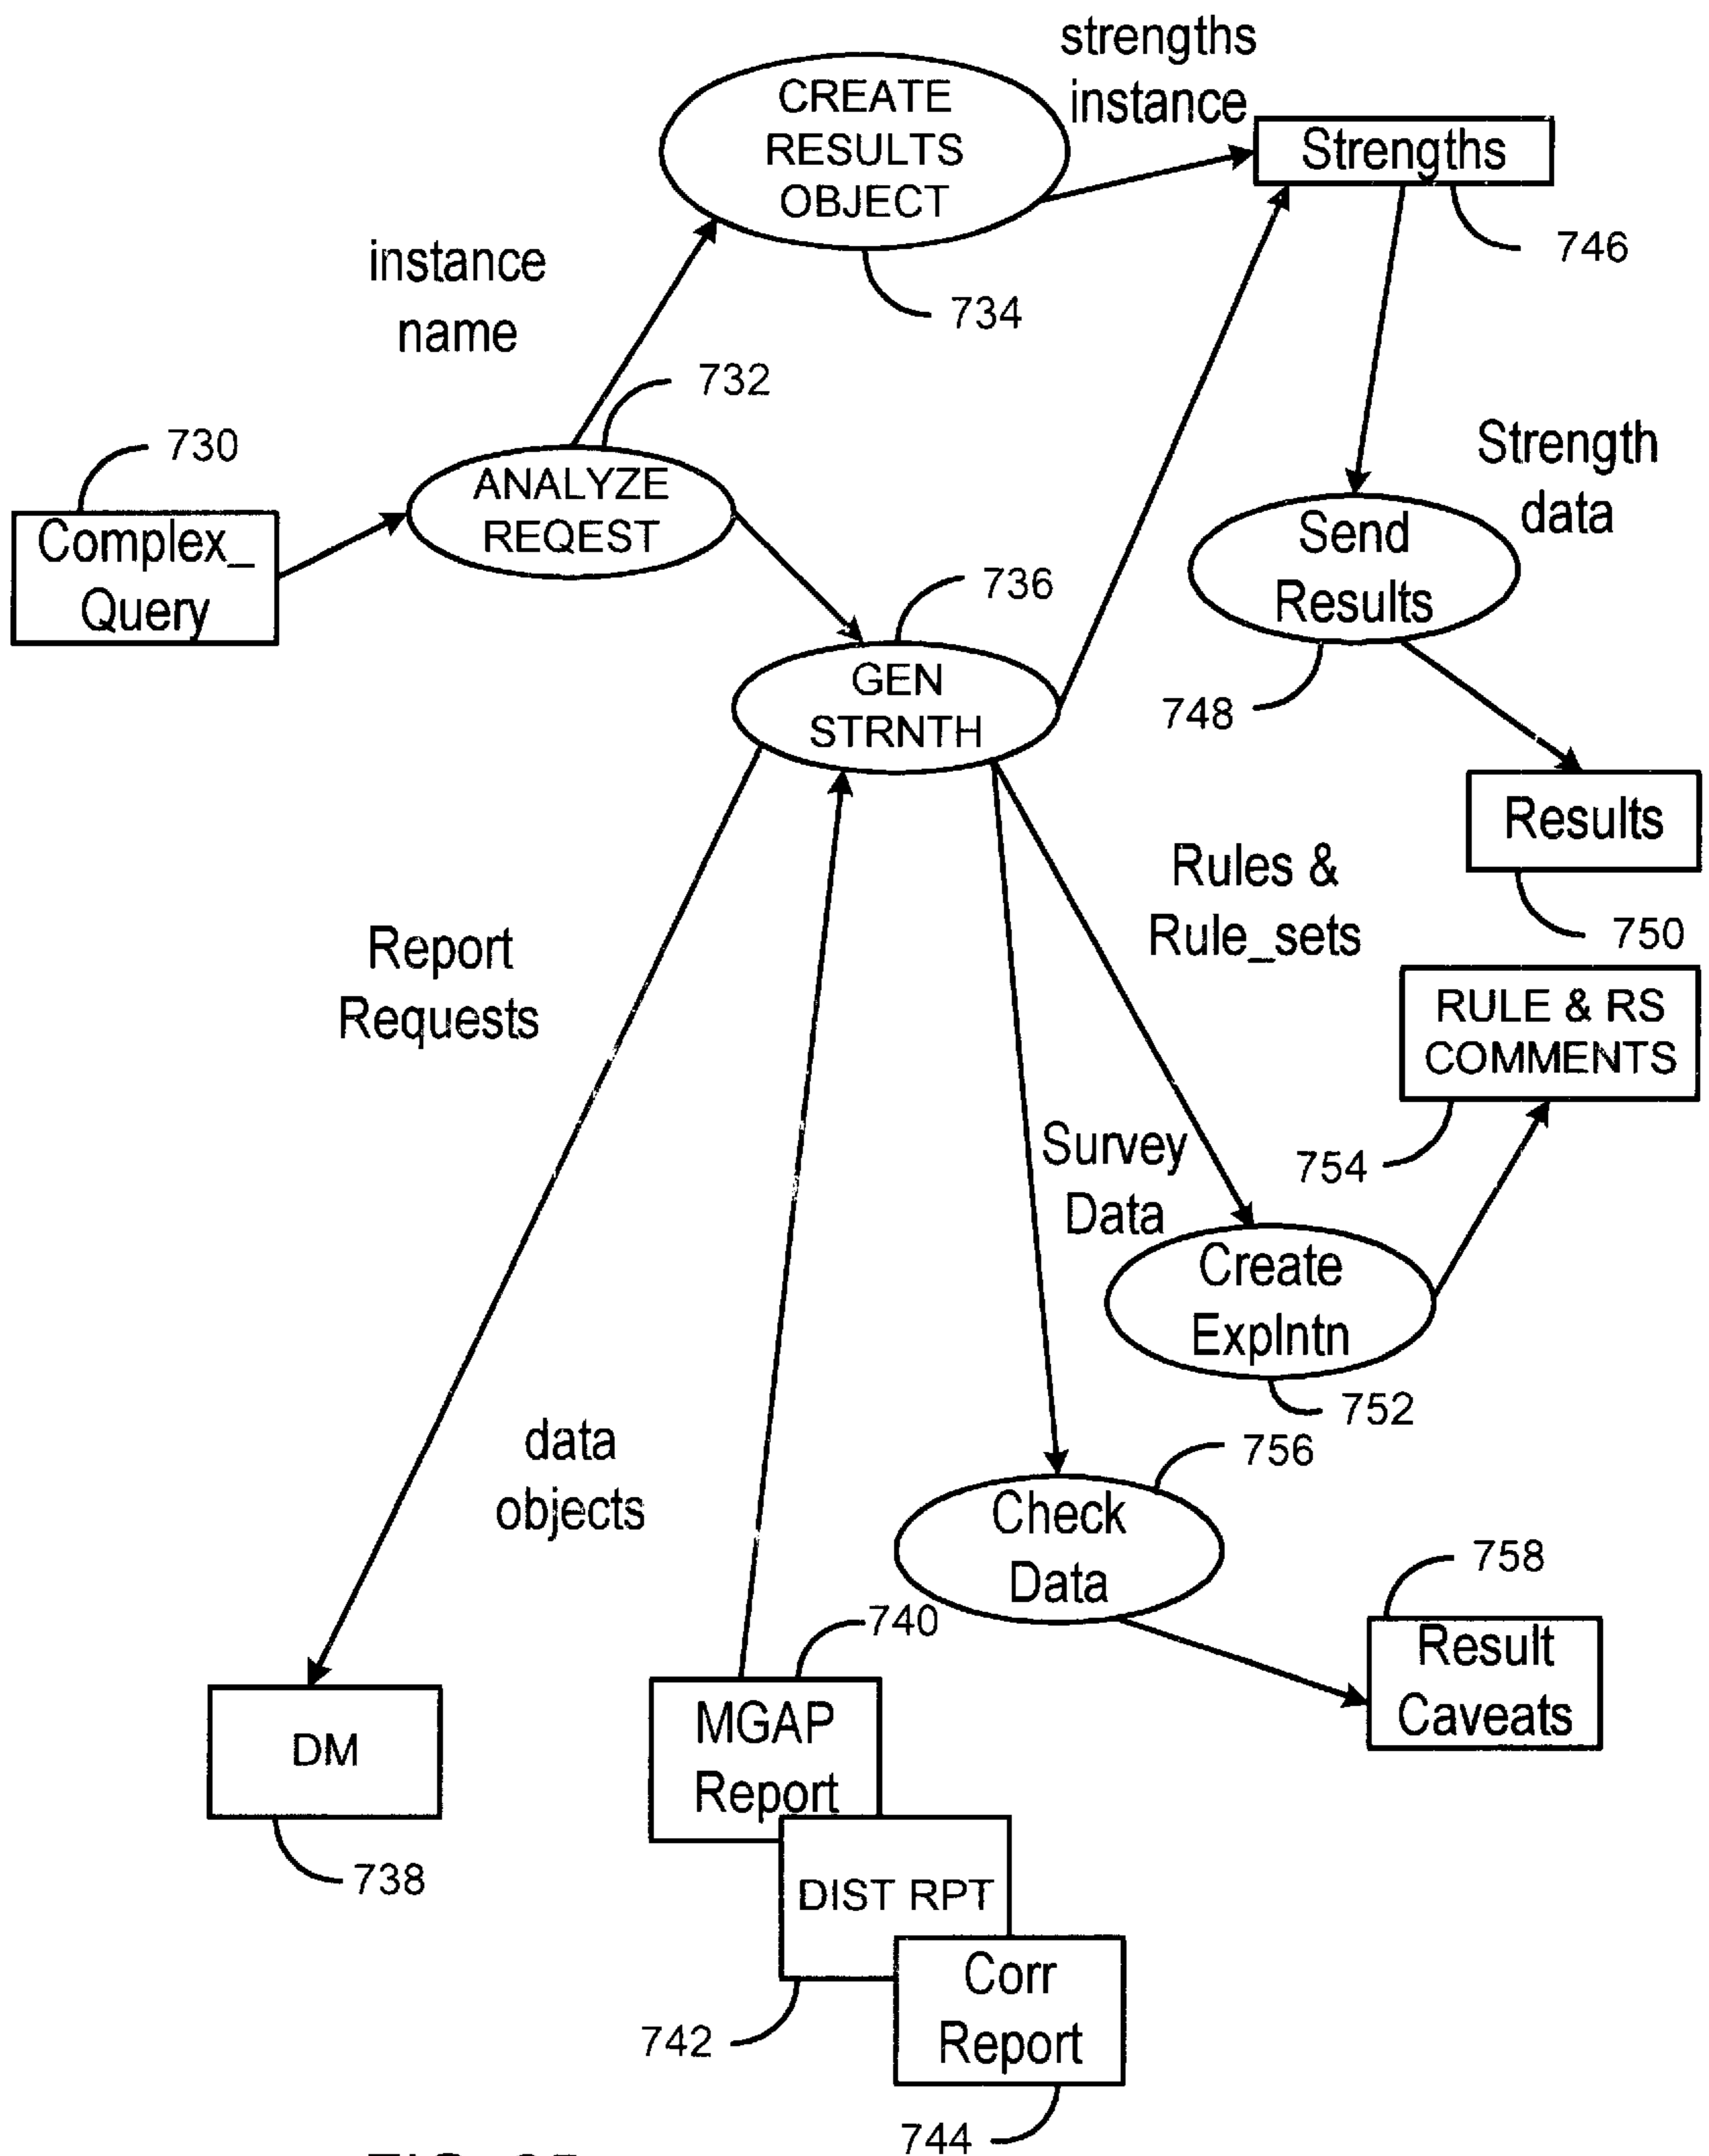 strengths
instance
CREATE
RESULTS
OBJECT
Strengths
746
instance
name
734
732
730
Complex_
Query
ANALYZE
REQEST
Strength
data
Send
Results
736
GEN
STRNTH
748
Results
750
Rules &
Rule_sets
Report
Requests
RULE & RS
COMMENTS
754
Survey
Data
Create
Explntn
752
data
objects
756
Check
Data
758
Result
Caveats
740
MGAP
Report
DM
738
DIST RPT
742
Corr
Report
744